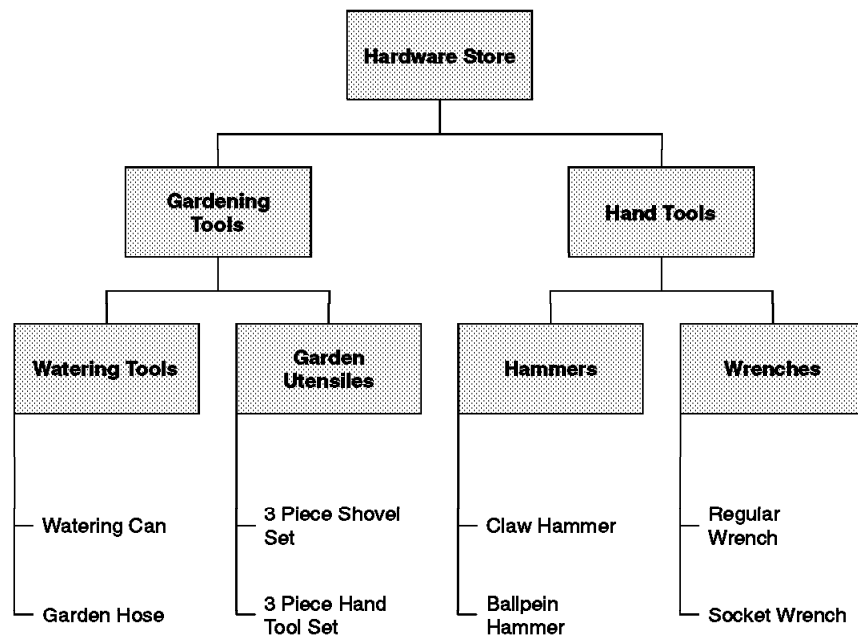 Hardware Store
Gardening
Tools
Hand Tools
Watering Tools
Garden
Utensiles
Hammers
Wrenches
Watering Can
3 Piece Shovel
Set
Claw Hammer
Regular
Wrench
Garden Hose
3 Piece Hand
Tool Set
Ballpein
Hammer
Socket Wrench